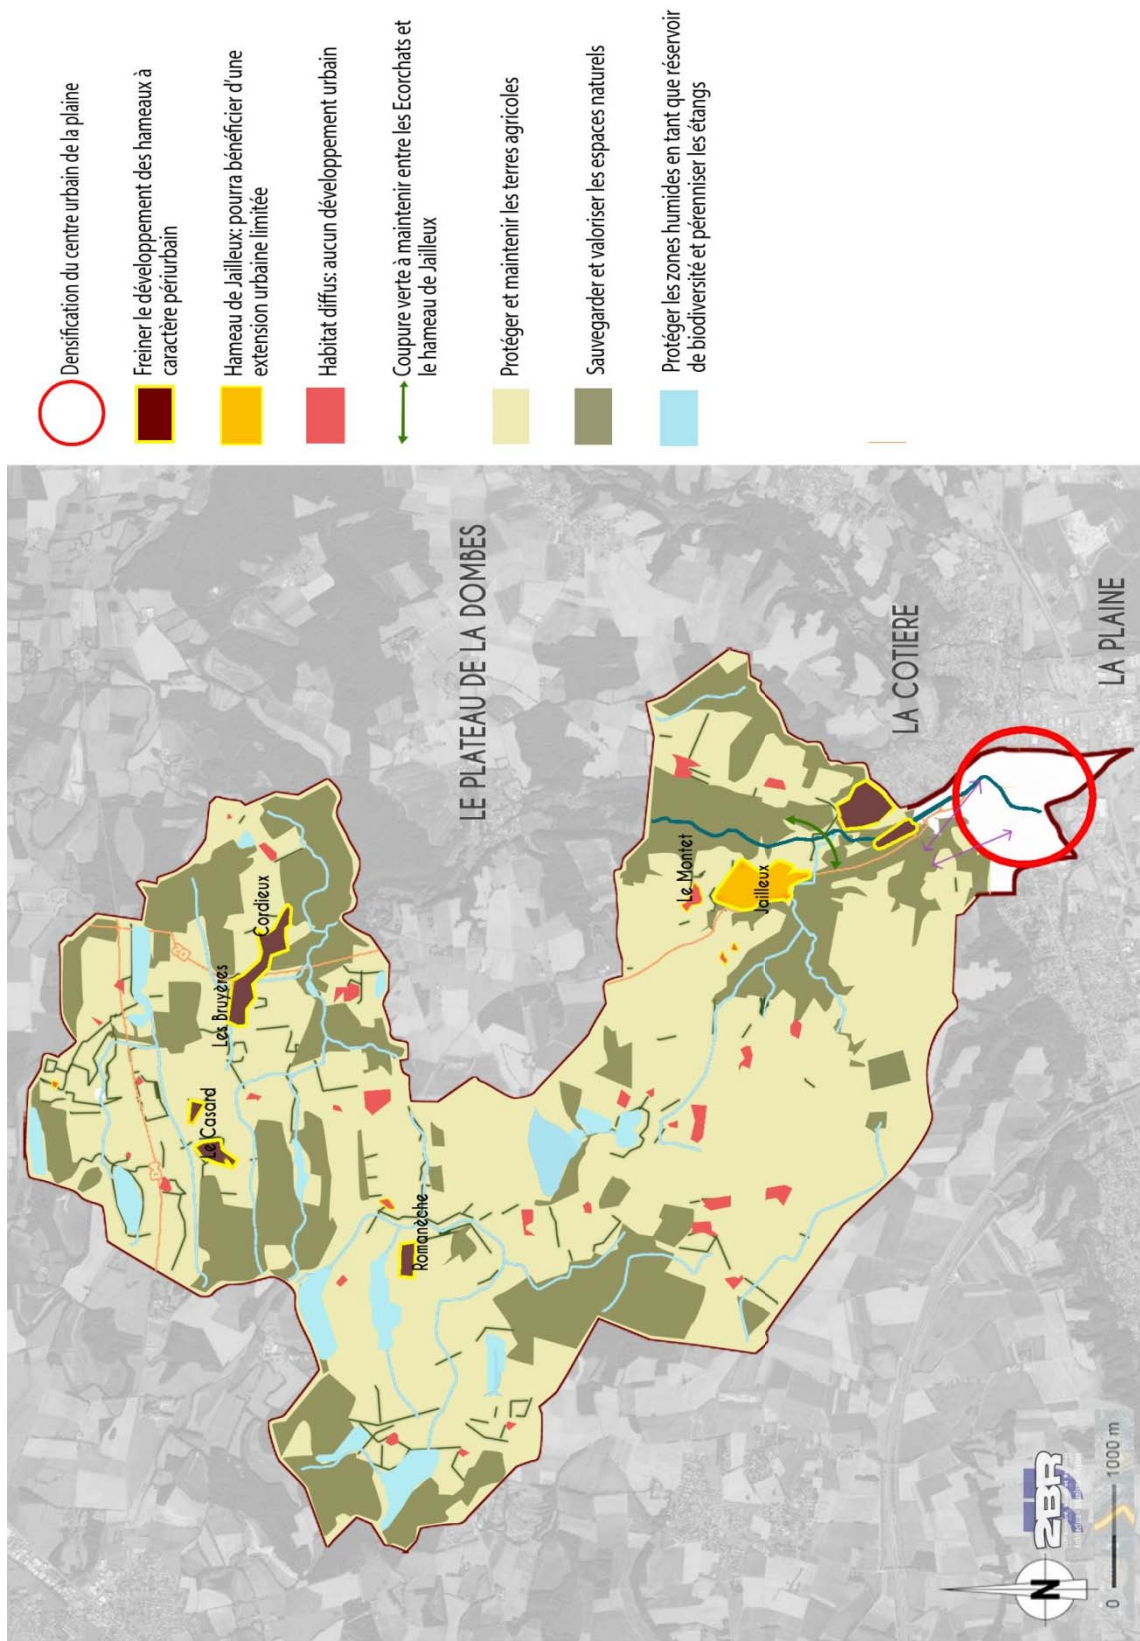 Densification du centre urbain de la plaine
Freiner le développement des hameaux à
caractère périurbain
Hameau de Jailleux: pourra bénéficier d'une
extension urbaine limitée
Habitat diffus: aucun développement urbain
Coupure verte à maintenir entre les Ecorchats et
le hameau de Jailleux
Protéger et maintenir les terres agricoles
Sauvegarder et valoriser les espaces naturels
Protéger les zones humides en tant que réservoir
de biodiversité et pérenniser les étangs
LE PLATEAU DE LA DOMBES
LA COTIERE
LA PLAINE
Cordieux
Les Bruyères
Le Casard
Romanèche
Le Montet
Jailleux
N
2BR
0
1000 m